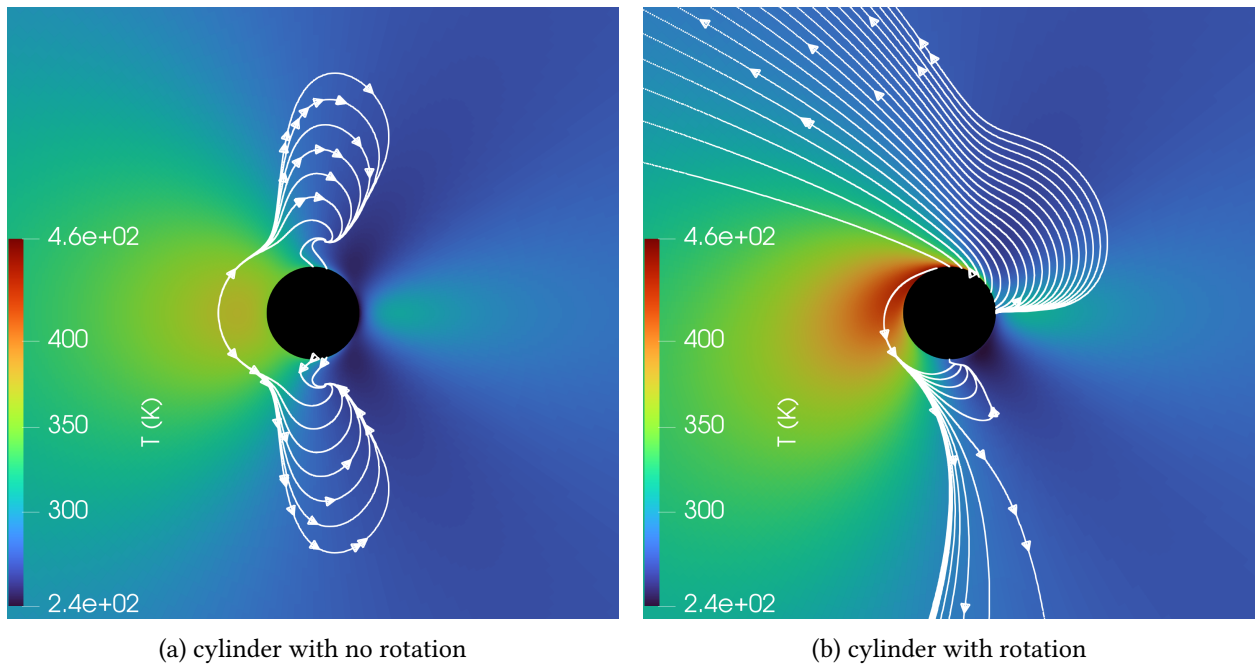 4.6e+02
400
350
300
2.4e+02
T (K)
4.6e+02
400
350
300
2.4e+02
T (K)
(a) cylinder with no rotation
(b) cylinder with rotation